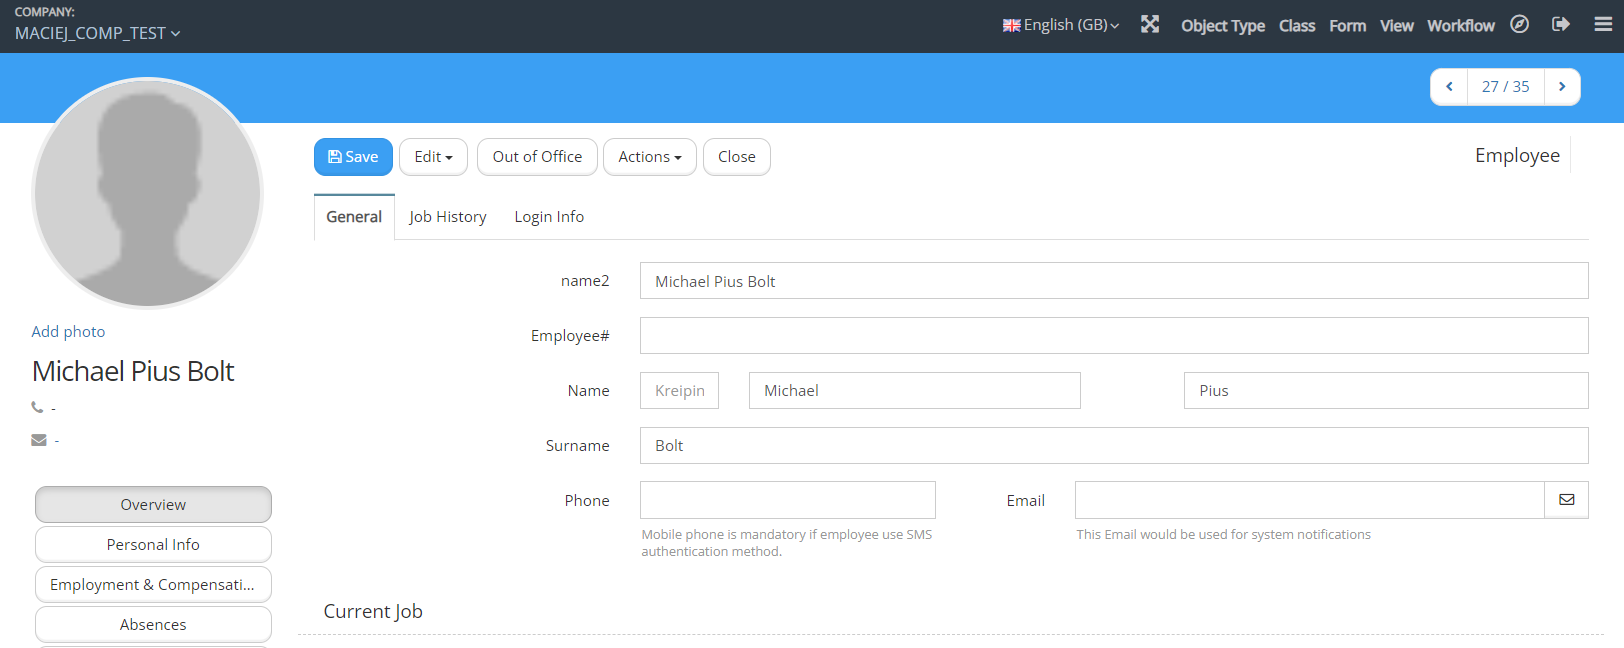 COMPANY:
MACIEJ_COMP_TEST
English (GB)
Object Type Class Form View Workflow
27 / 35
Save Edit Out of Office Actions Close
Employee
General Job History Login Info
name2 Michael Pius Bolt
Employee#
Name Kreipin Michael Pius
Surname Bolt
Phone Email
Mobile phone is mandatory if employee use SMS
authentication method.
This Email would be used for system notifications
Current Job
Add photo
Michael Pius Bolt
-
-
Overview
Personal Info
Employment & Compensati...
Absences